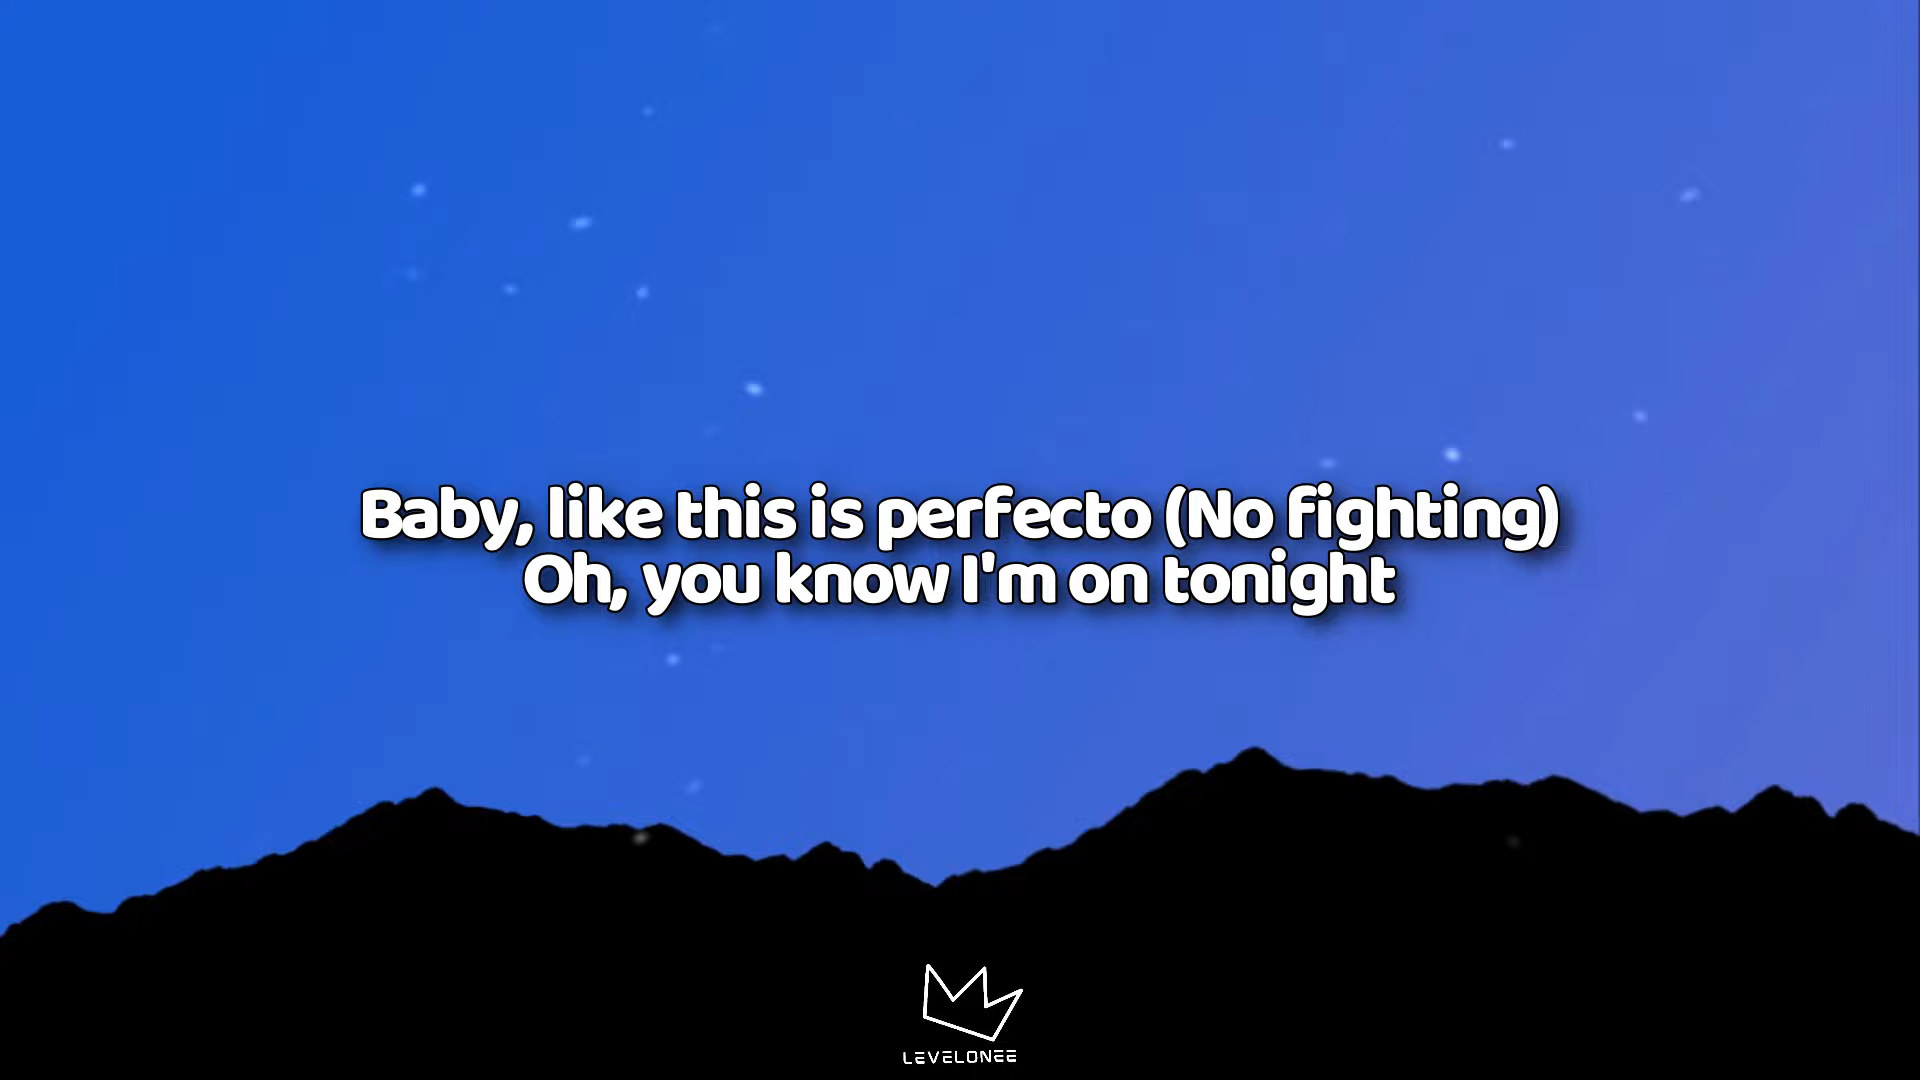 Baby, like this is perfecto (No fighting)
Oh, you know I'm on tonight
LEVELONEE